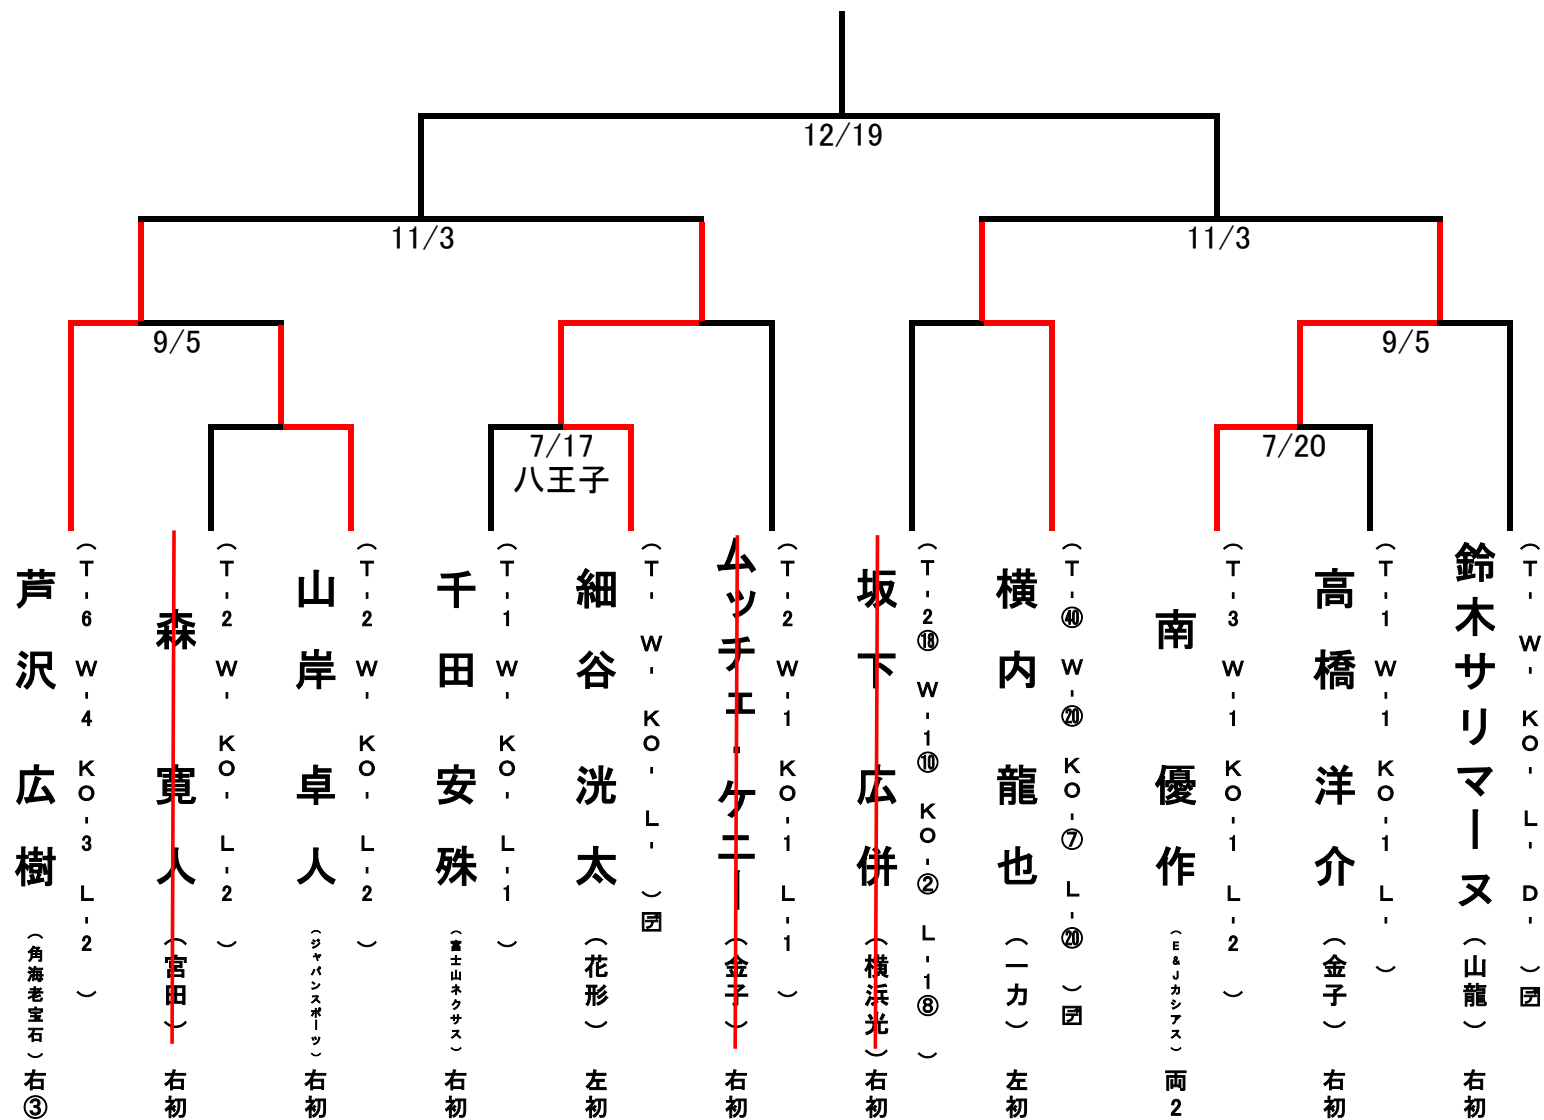 12/19
11/3
11/3
9/5
9/5
7/17
八王子
7/20
芦沢 広樹 (角海老宝石) 右③
(T-6 W-4 KO-3 L-2 )
森 寛人 (宮田) 右初
(T-2 W- KO- L-2 )
山岸 卓人 (ジャパンスポーツ) 右初
(T-2 W- KO- L-2 )
千田 安殊 (富士山ネクサス) 右初
(T-1 W- KO- L-1 )
細谷 洸太 (花形) 左初
(T- W- KO- L- )デ
ムッチェ・ケニー (金子) 右初
(T-2 W-1 KO-1 L-1 )
坂下 広併 (横浜光) 右初
(T-2⑱ W-1⑩ KO-② L-1⑧ )
横内 龍也 (一力) 左初
(T-㊵ W-⑳ KO-⑦ L-⑳ )デ
南 優作 (E&Jカシアス) 両2
(T-3 W-1 KO-1 L-2 )
高橋 洋介 (金子) 右初
(T-1 W-1 KO-1 L- )
鈴木サリマーヌ (山龍) 右初
(T- W- KO- L- D- )デ